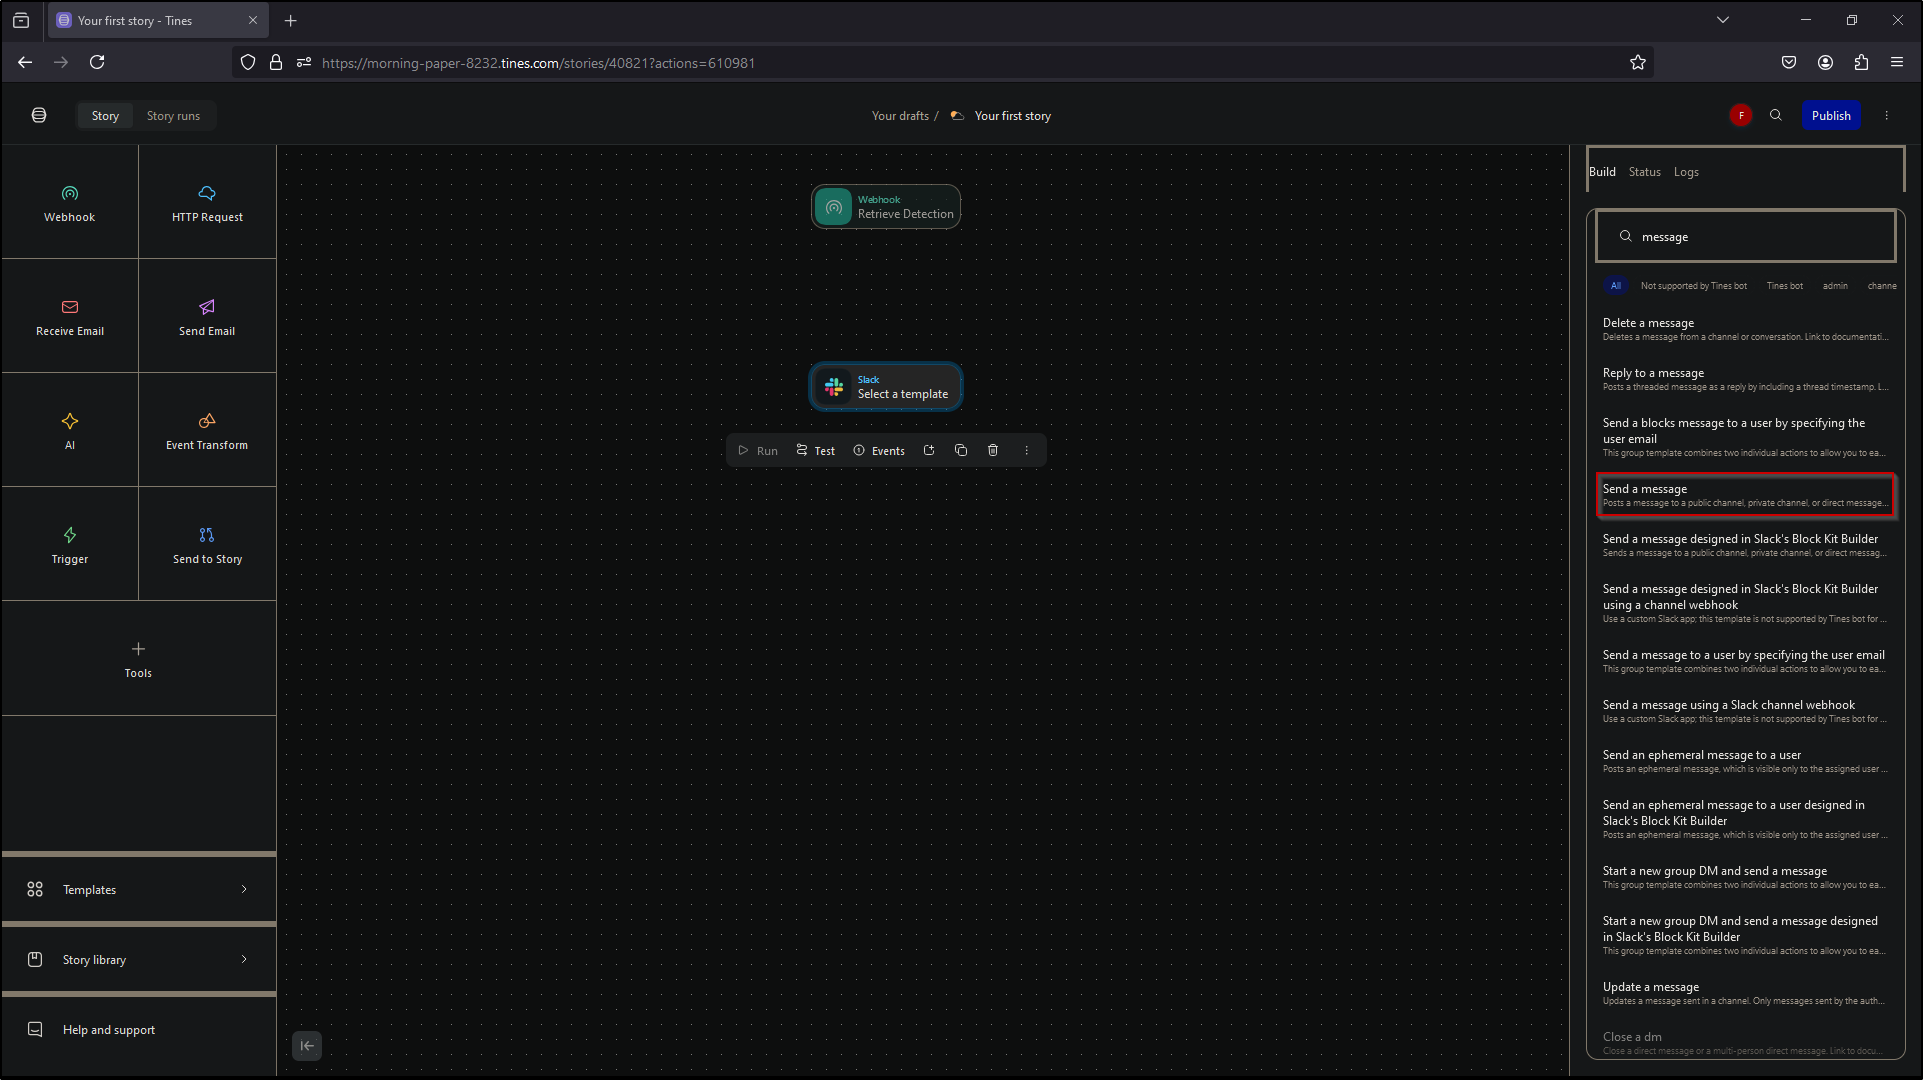 Your first story - Tines
https://morning-paper-8232.tines.com/stories/40821?actions=610981
Story
Story runs
Your drafts /
Your first story
F
Publish
Webhook
HTTP Request
Receive Email
Send Email
AI
Event Transform
Trigger
Send to Story
Tools
Templates
Story library
Help and support
Webhook
Retrieve Detection
Slack
Select a template
Run
Test
Events
Build
Status
Logs
message
All
Not supported by Tines bot
Tines bot
admin
channe
Delete a message
Deletes a message from a channel or conversation. Link to documentati...
Reply to a message
Posts a threaded message as a reply by including a thread timestamp. L...
Send a blocks message to a user by specifying the
user email
This group template combines two individual actions to allow you to ea...
Send a message
Posts a message to a public channel, private channel, or direct message...
Send a message designed in Slack's Block Kit Builder
Sends a message to a public channel, private channel, or direct messag...
Send a message designed in Slack's Block Kit Builder
using a channel webhook
Use a custom Slack app; this template is not supported by Tines bot for ...
Send a message to a user by specifying the user email
This group template combines two individual actions to allow you to ea...
Send a message using a Slack channel webhook
Use a custom Slack app; this template is not supported by Tines bot for ...
Send an ephemeral message to a user
Posts an ephemeral message, which is visible only to the assigned user ...
Send an ephemeral message to a user designed in
Slack's Block Kit Builder
Posts an ephemeral message, which is visible only to the assigned user ...
Start a new group DM and send a message
This group template combines two individual actions to allow you to ea...
Start a new group DM and send a message designed
in Slack's Block Kit Builder
This group template combines two individual actions to allow you to ea...
Update a message
Updates a message sent in a channel. Only messages sent by the auth...
Close a dm
Close a direct message or a multi-person direct message. Link to docu...